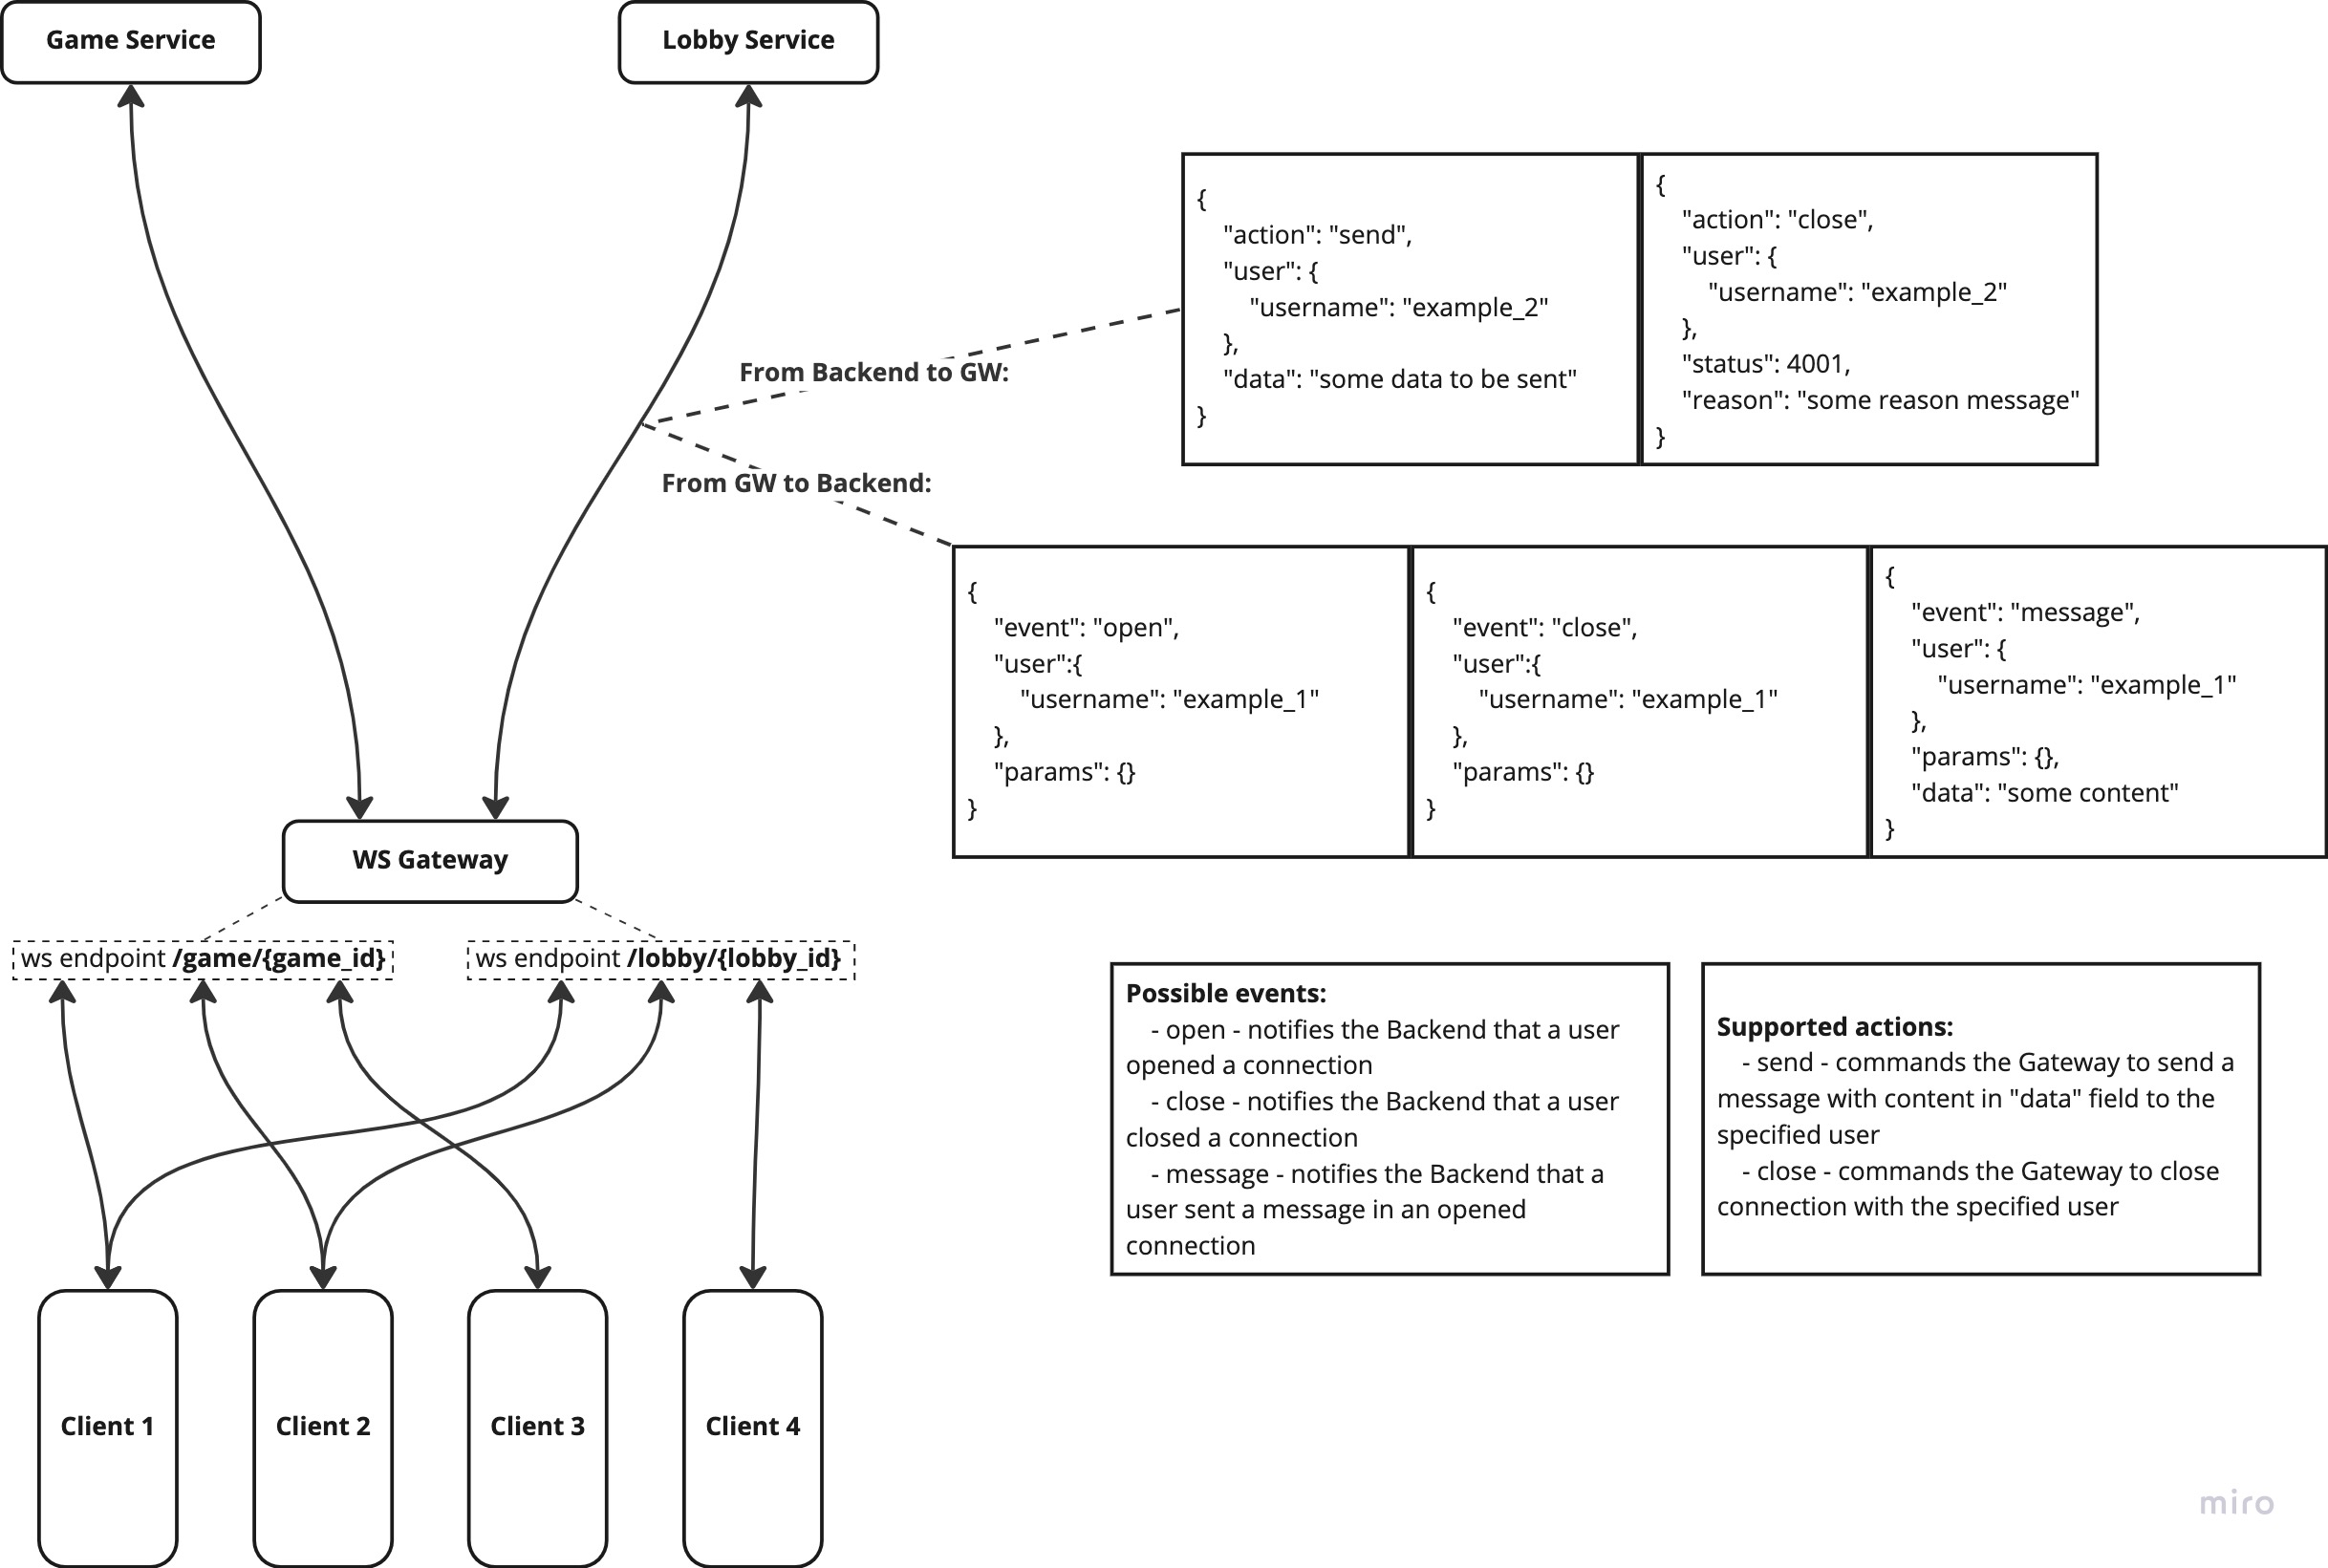 Game Service
Lobby Service
{
"action": "send",
"user": {
"username": "example_2"
},
"data": "some data to be sent"
}
{
"action": "close",
"user": {
"username": "example_2"
},
"status": 4001,
"reason": "some reason message"
}
From Backend to GW:
From GW to Backend:
{
"event": "open",
"user":{
"username": "example_1"
},
"params": {}
}
{
"event": "close",
"user":{
"username": "example_1"
},
"params": {}
}
{
"event": "message",
"user": {
"username": "example_1"
},
"params": {},
"data": "some content"
}
WS Gateway
ws endpoint /game/{game_id}
ws endpoint /lobby/{lobby_id}
Possible events:
- open - notifies the Backend that a user
opened a connection
- close - notifies the Backend that a user
closed a connection
- message - notifies the Backend that a
user sent a message in an opened
connection
Supported actions:
- send - commands the Gateway to send a
message with content in "data" field to the
specified user
- close - commands the Gateway to close
connection with the specified user
Client 1
Client 2
Client 3
Client 4
miro